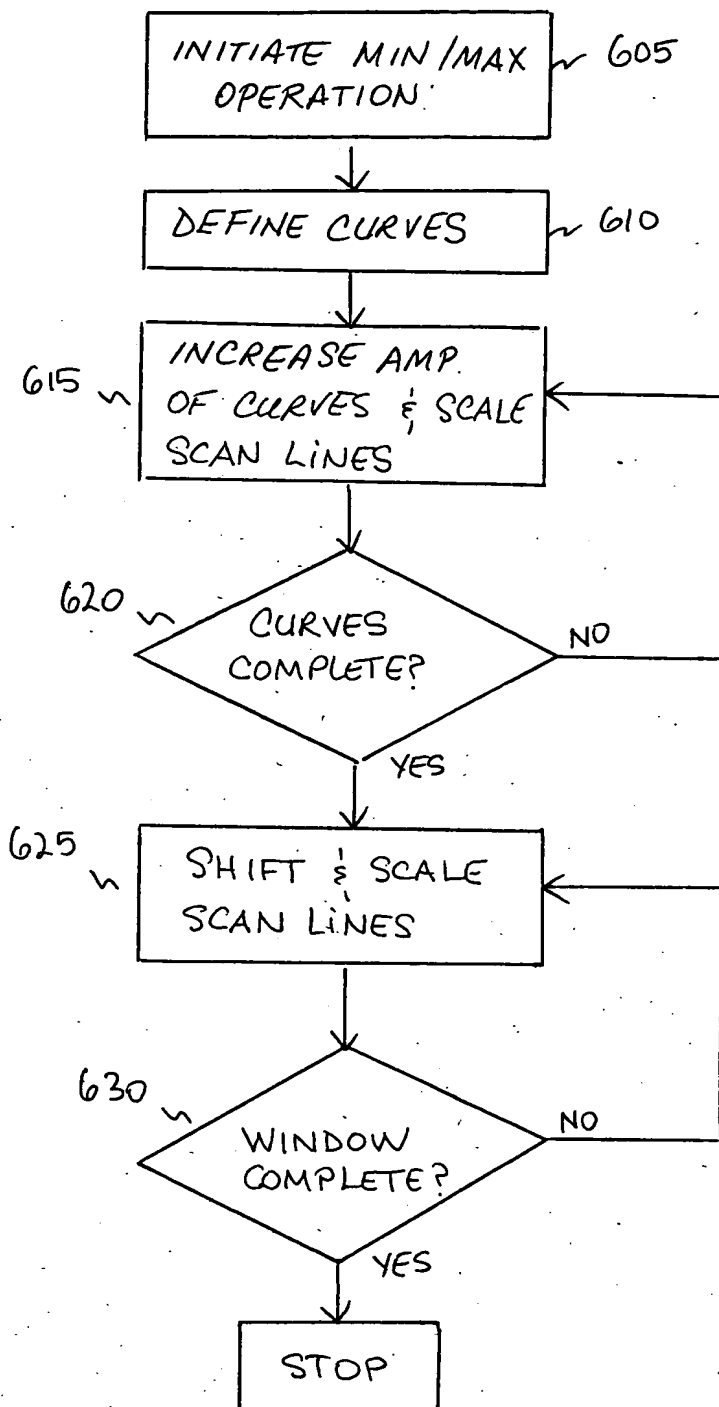 INITIATE MIN/MAX
OPERATION
605
DEFINE CURVES
610
615
INCREASE AMP.
OF CURVES & SCALE
SCAN LINES
620
CURVES
COMPLETE?
NO
YES
625
SHIFT & SCALE
SCAN LINES
630
WINDOW
COMPLETE?
NO
YES
STOP